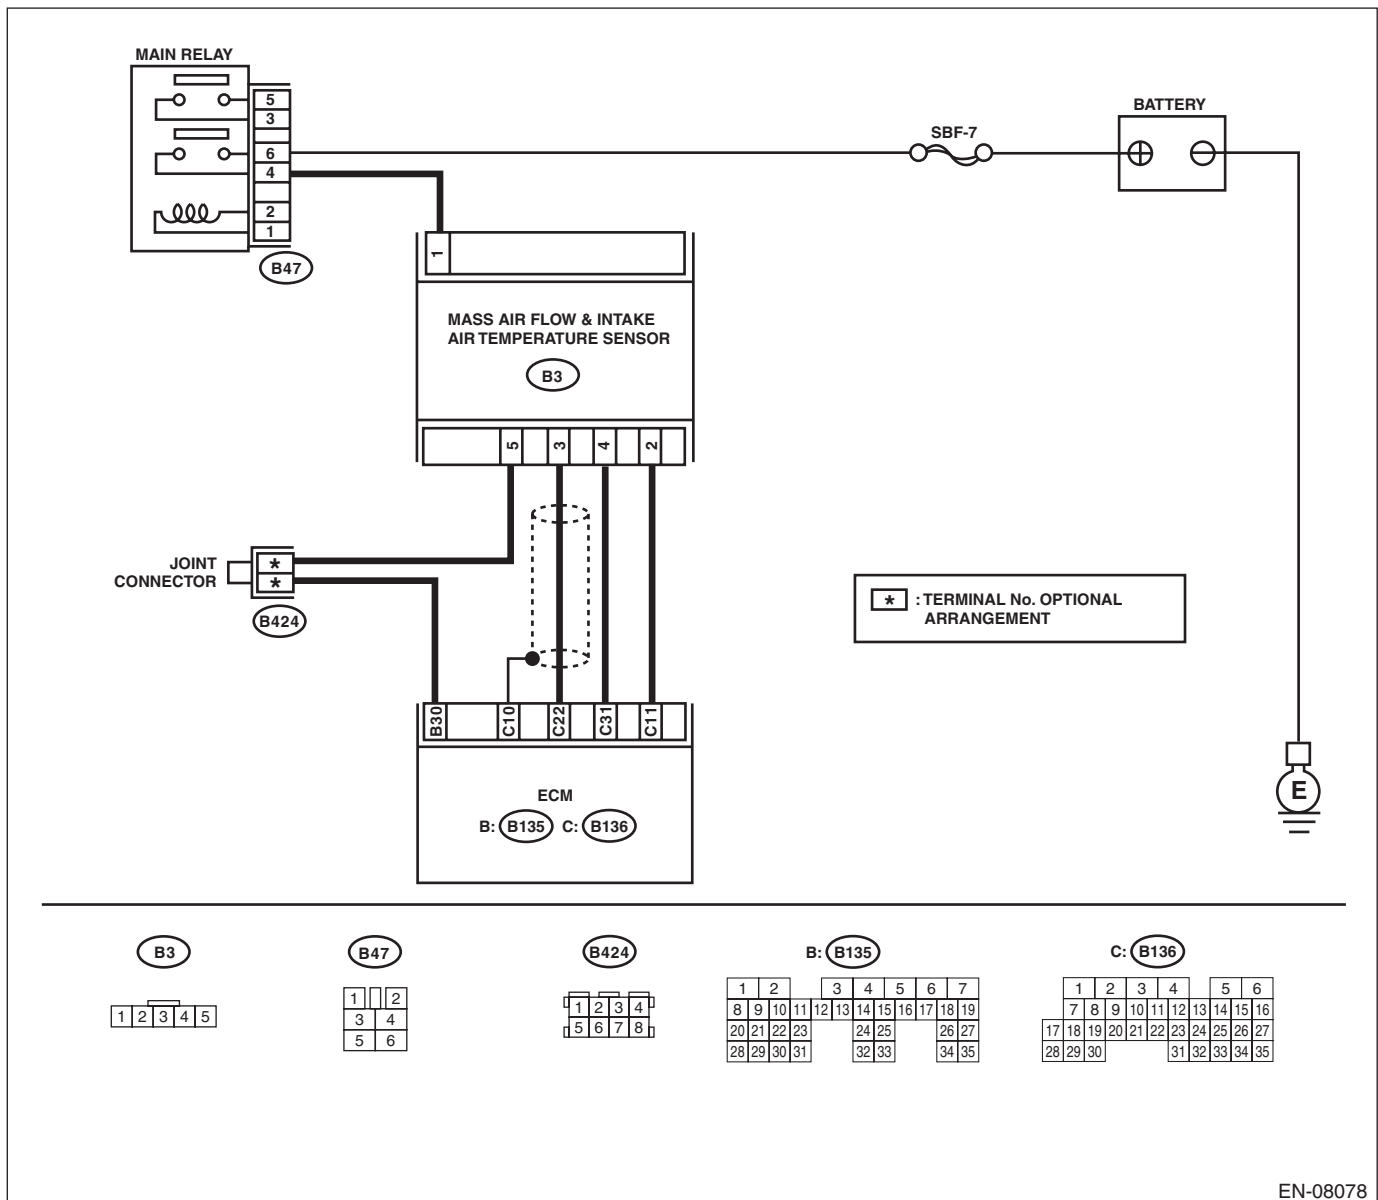 MAIN RELAY
5
3
6
4
2
1
B47
SBF-7
BATTERY
1
MASS AIR FLOW & INTAKE
AIR TEMPERATURE SENSOR
B3
5 3 4 2
JOINT
CONNECTOR
*
*
B424
* : TERMINAL No. OPTIONAL
ARRANGEMENT
B30 C10 C22 C31 C11
ECM
B: B135 C: B136
E
B3
1 2 3 4 5
B47
1 2
3 4
5 6
B424
1 2 3 4
5 6 7 8
B: B135
1 2 3 4 5 6 7
8 9 10 11 12 13 14 15 16 17 18 19
20 21 22 23 24 25 26 27
28 29 30 31 32 33 34 35
C: B136
1 2 3 4 5 6
7 8 9 10 11 12 13 14 15 16
17 18 19 20 21 22 23 24 25 26 27
28 29 30 31 32 33 34 35
EN-08078